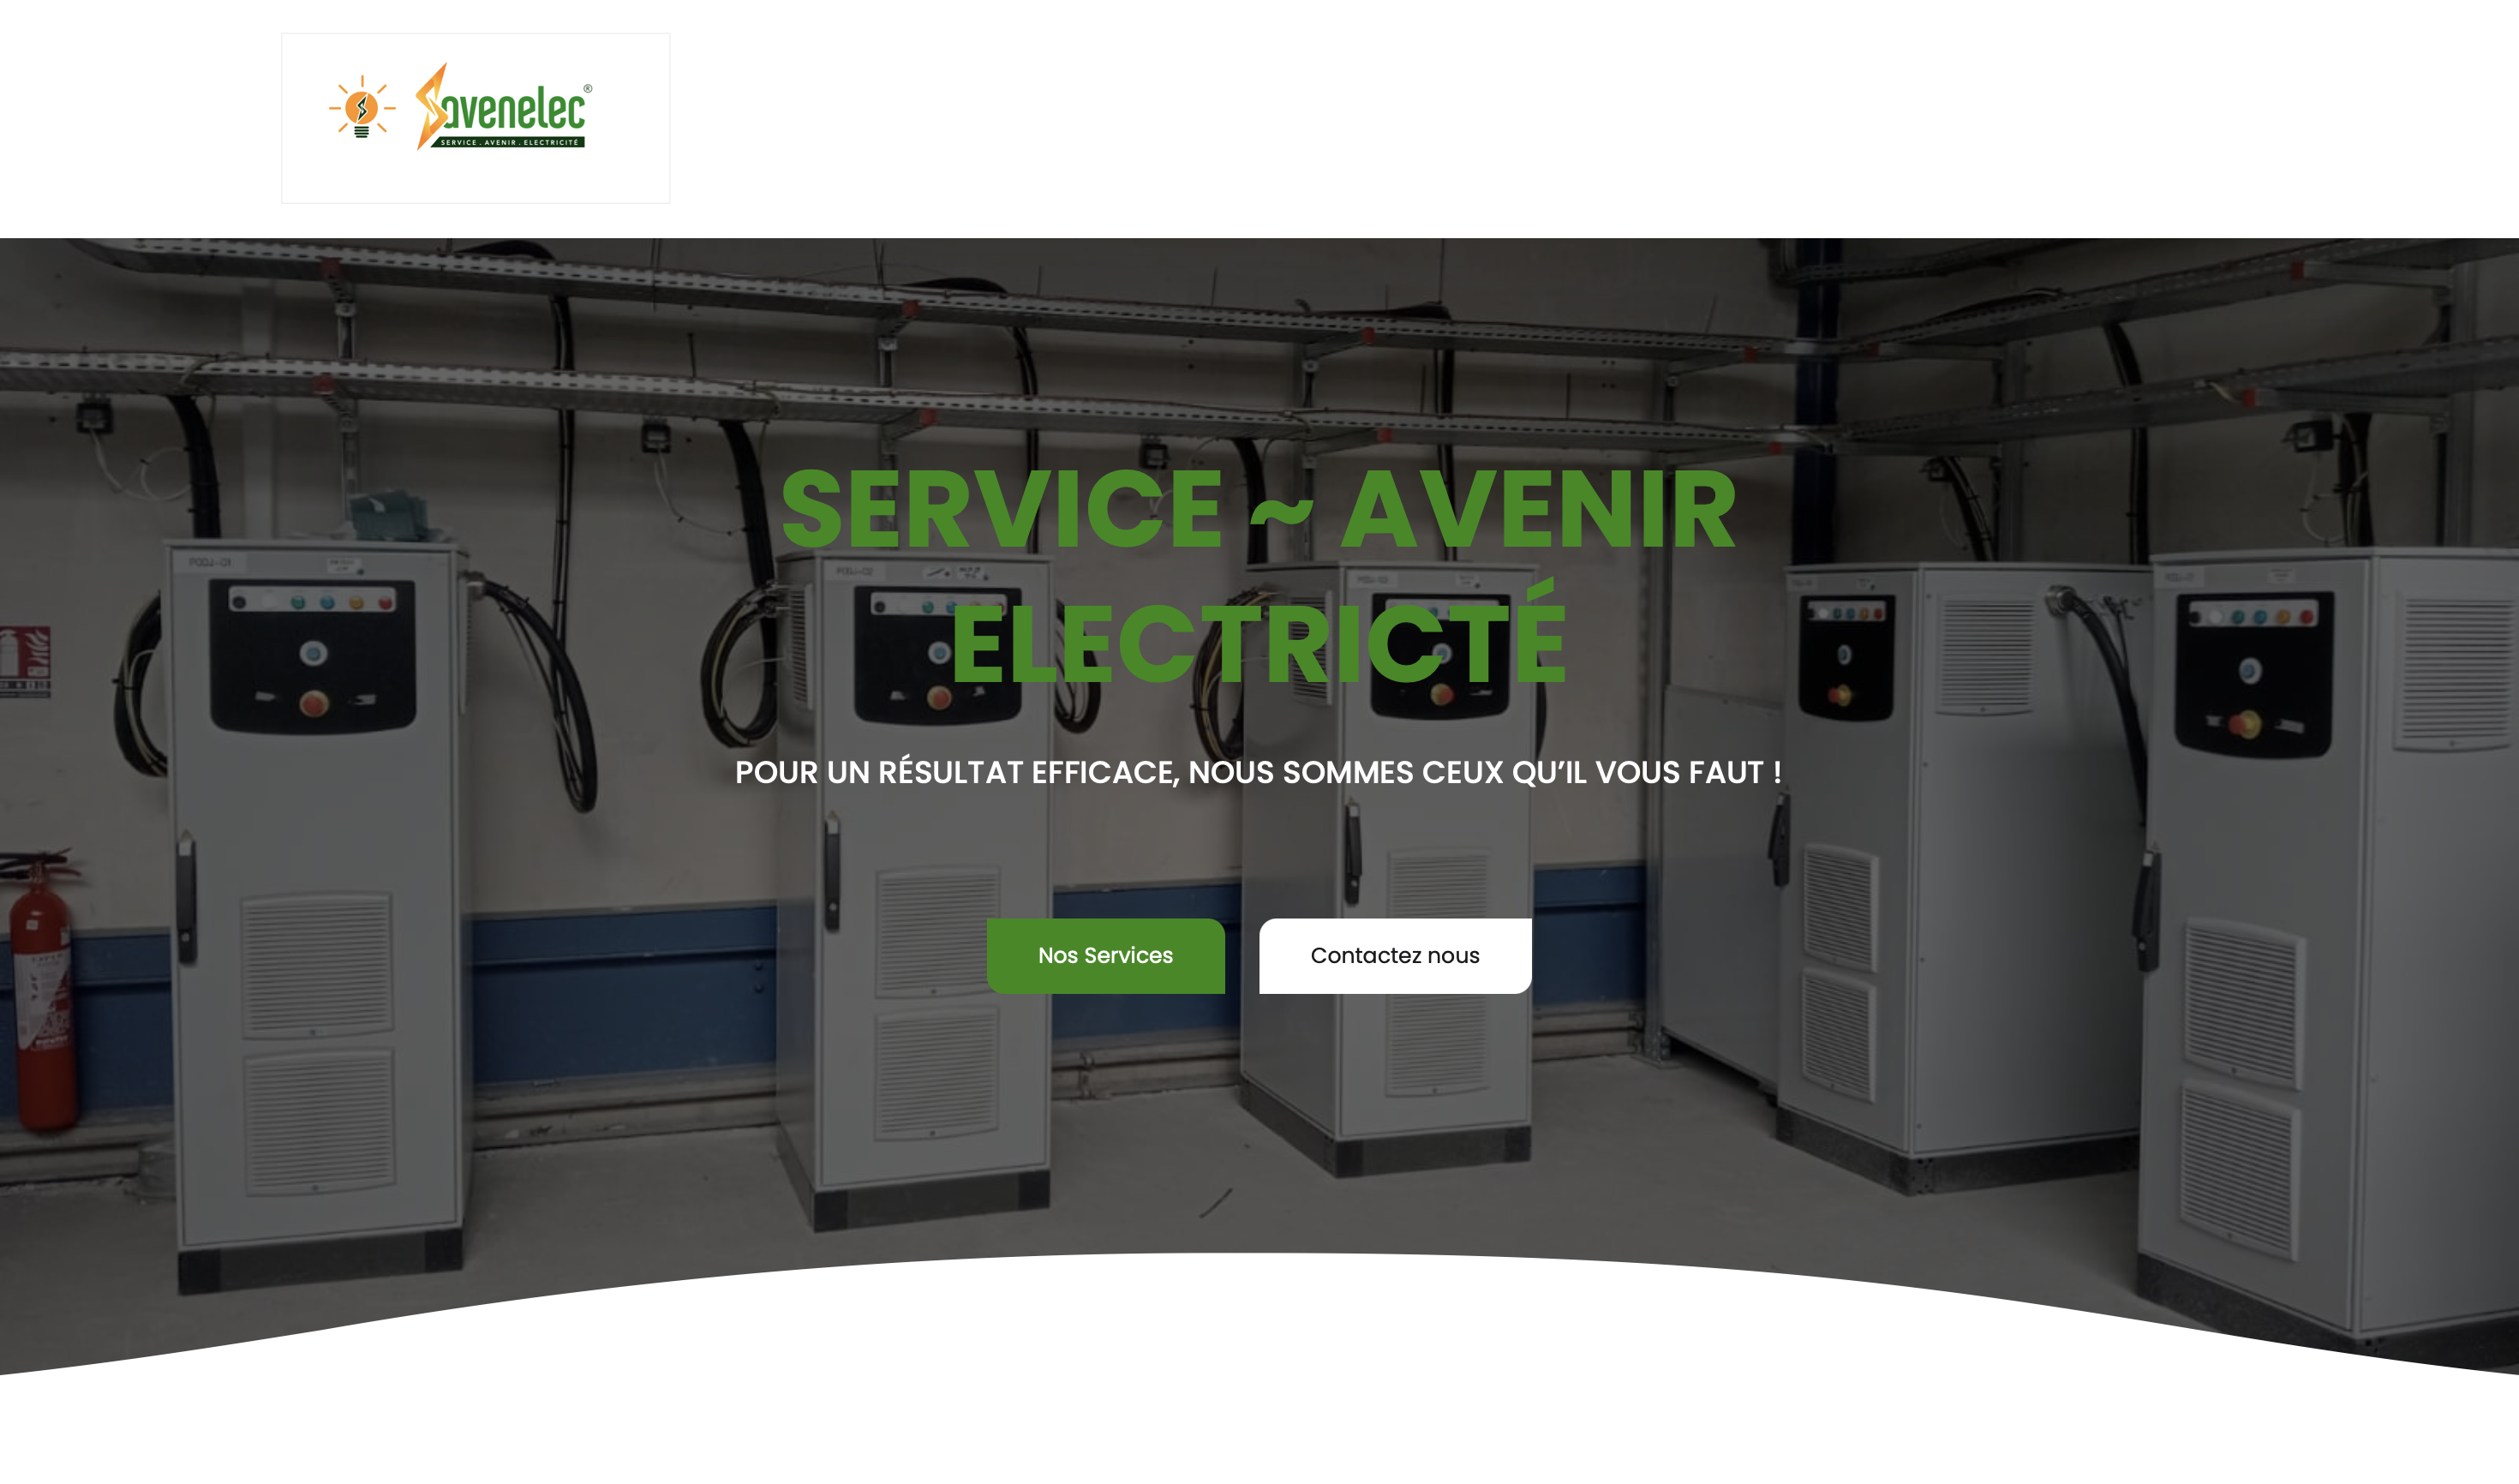 Savenelec®
SERVICE . AVENIR . ELECTRICITÉ
SERVICE ~ AVENIR
ELECTRICTÉ
POUR UN RÉSULTAT EFFICACE, NOUS SOMMES CEUX QU’IL VOUS FAUT !
Nos Services
Contactez nous